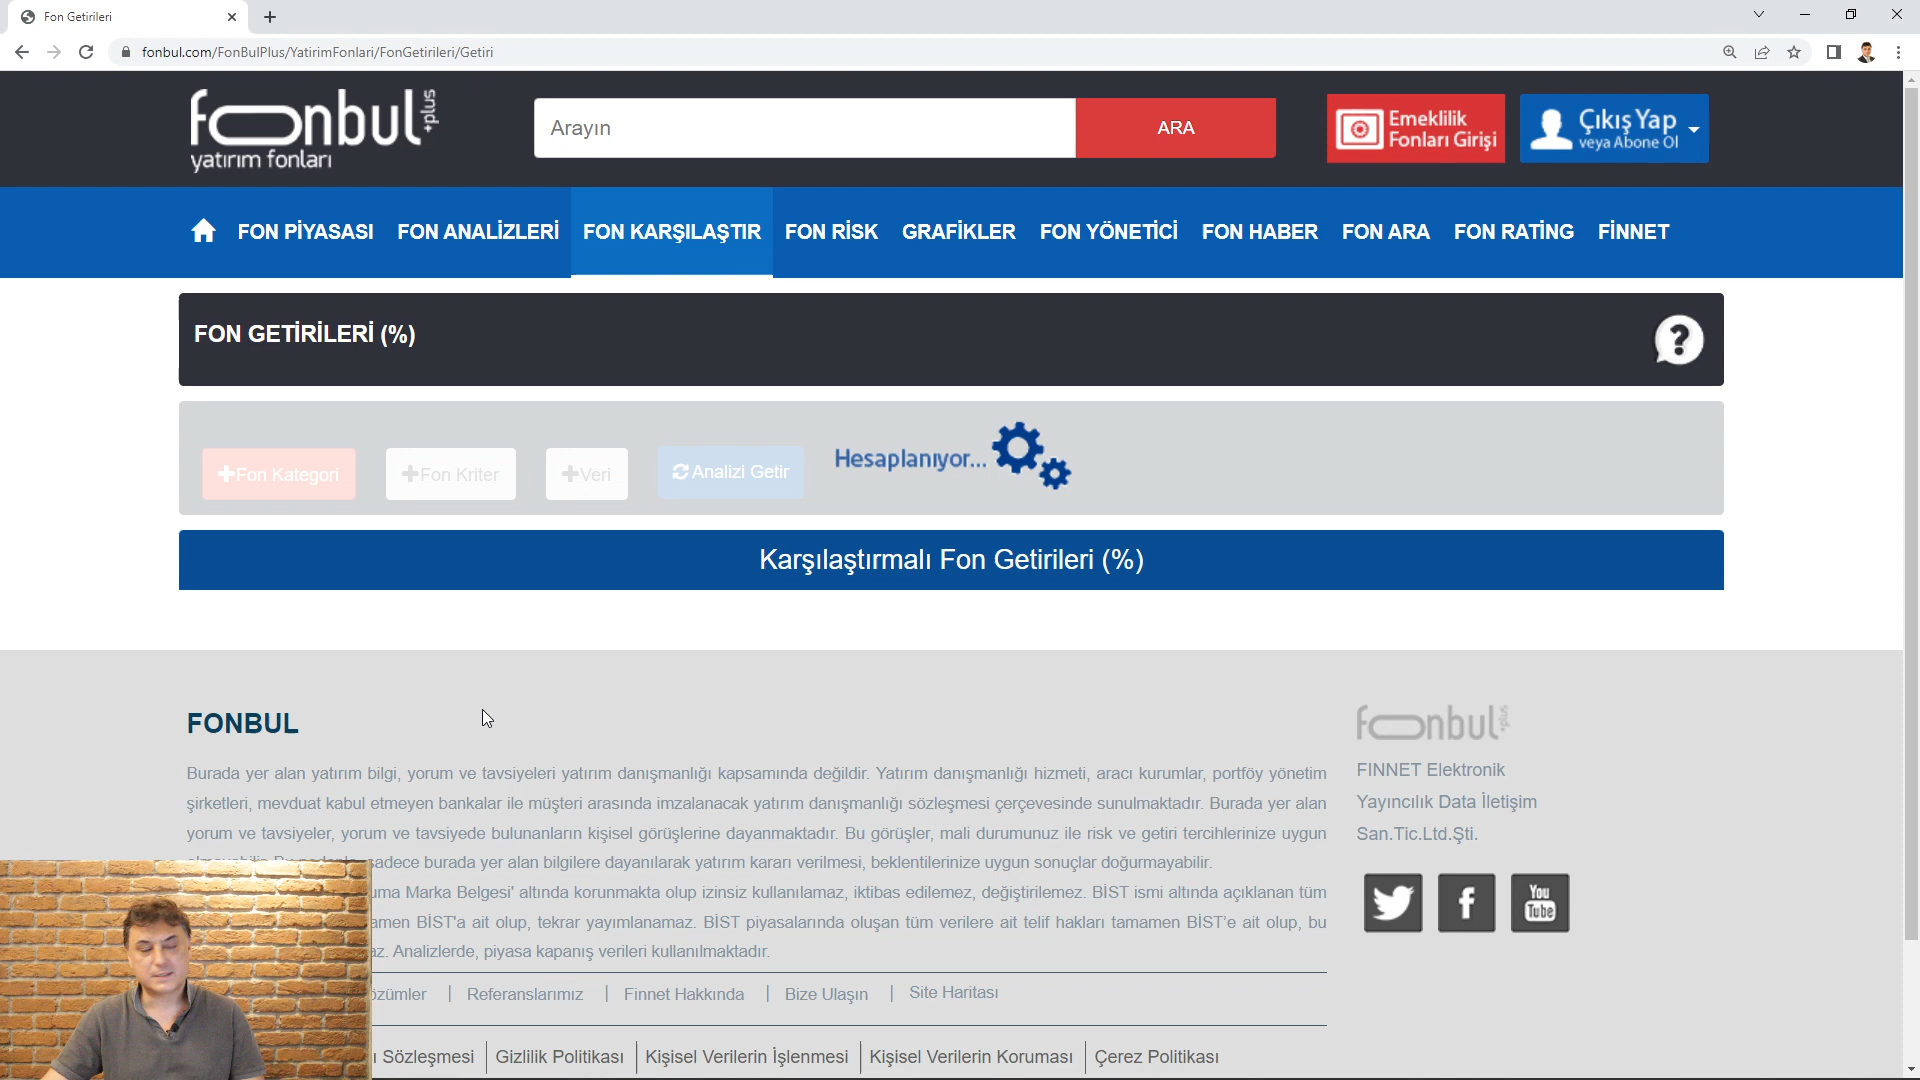 Fon Getirileri
fonbul.com/FonBulPlus/YatirimFonlari/FonGetirileri/Getiri
fonbul+plus
yatırım fonları
Arayın
ARA
Emeklilik
Fonları Girişi
Çıkış Yap
veya Abone Ol
FON PİYASASI FON ANALİZLERİ FON KARŞILAŞTIR FON RİSK GRAFİKLER FON YÖNETİCİ FON HABER FON ARA FON RATİNG FİNNET
FON GETİRİLERİ (%)
?
+Fon Kategori
+Fon Kriter
+Veri
Analizi Getir
Hesaplanıyor...
Karşılaştırmalı Fon Getirileri (%)
FONBUL
Burada yer alan yatırım bilgi, yorum ve tavsiyeleri yatırım danışmanlığı kapsamında değildir. Yatırım danışmanlığı hizmeti, aracı kurumlar, portföy yönetim
şirketleri, mevduat kabul etmeyen bankalar ile müşteri arasında imzalanacak yatırım danışmanlığı sözleşmesi çerçevesinde sunulmaktadır. Burada yer alan
yorum ve tavsiyeler, yorum ve tavsiyede bulunanların kişisel görüşlerine dayanmaktadır. Bu görüşler, mali durumunuz ile risk ve getiri tercihlerinize uygun
sadece burada yer alan bilgilere dayanılarak yatırım kararı verilmesi, beklentilerinize uygun sonuçlar doğurmayabilir.
uma Marka Belgesi' altında korunmakta olup izinsiz kullanılamaz, iktibas edilemez, değiştirilemez. BİST ismi altında açıklanan tüm
amen BİST'a ait olup, tekrar yayımlanamaz. BİST piyasalarında oluşan tüm verilere ait telif hakları tamamen BİST'e ait olup, bu
az. Analizlerde, piyasa kapanış verileri kullanılmaktadır.
özümler | Referanslarımız | Finnet Hakkında | Bize Ulaşın | Site Haritası
ı Sözleşmesi | Gizlilik Politikası | Kişisel Verilerin İşlenmesi | Kişisel Verilerin Koruması | Çerez Politikası
fonbul+plus
FINNET Elektronik
Yayıncılık Data İletişim
San.Tic.Ltd.Şti.
You
Tube